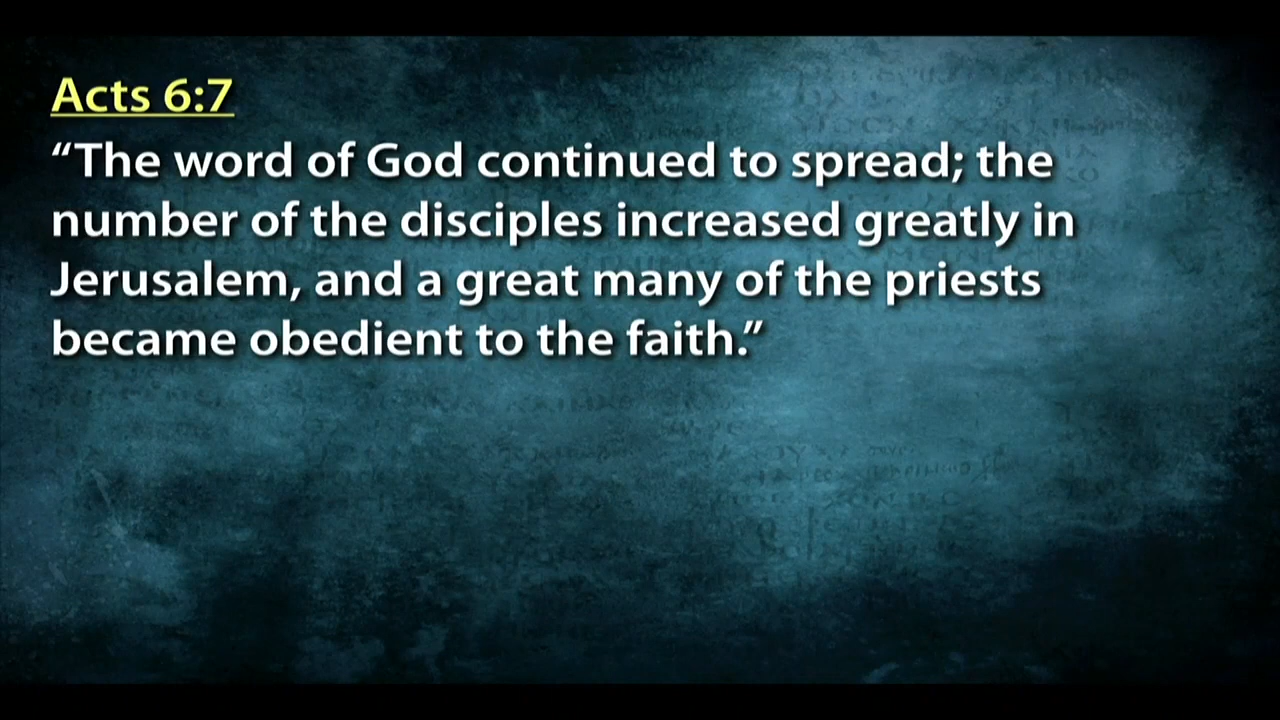 Acts 6:7
“The word of God continued to spread; the
number of the disciples increased greatly in
Jerusalem, and a great many of the priests
became obedient to the faith.”